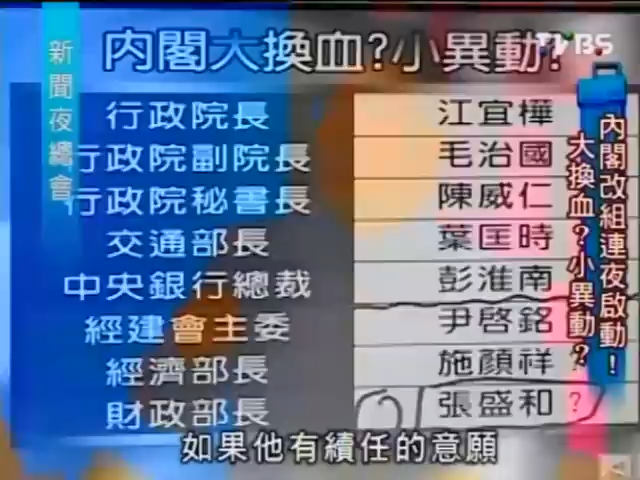 TVBS
新聞夜總會
內閣大換血?小異動?
行政院長 江宜樺
行政院副院長 毛治國
行政院秘書長 陳威仁
交通部長 葉匡時
中央銀行總裁 彭淮南
經建會主委 尹啓銘
經濟部長 施顏祥
財政部長 張盛和?
內閣改組連夜啟動!
大換血?小異動?
如果他有續任的意願